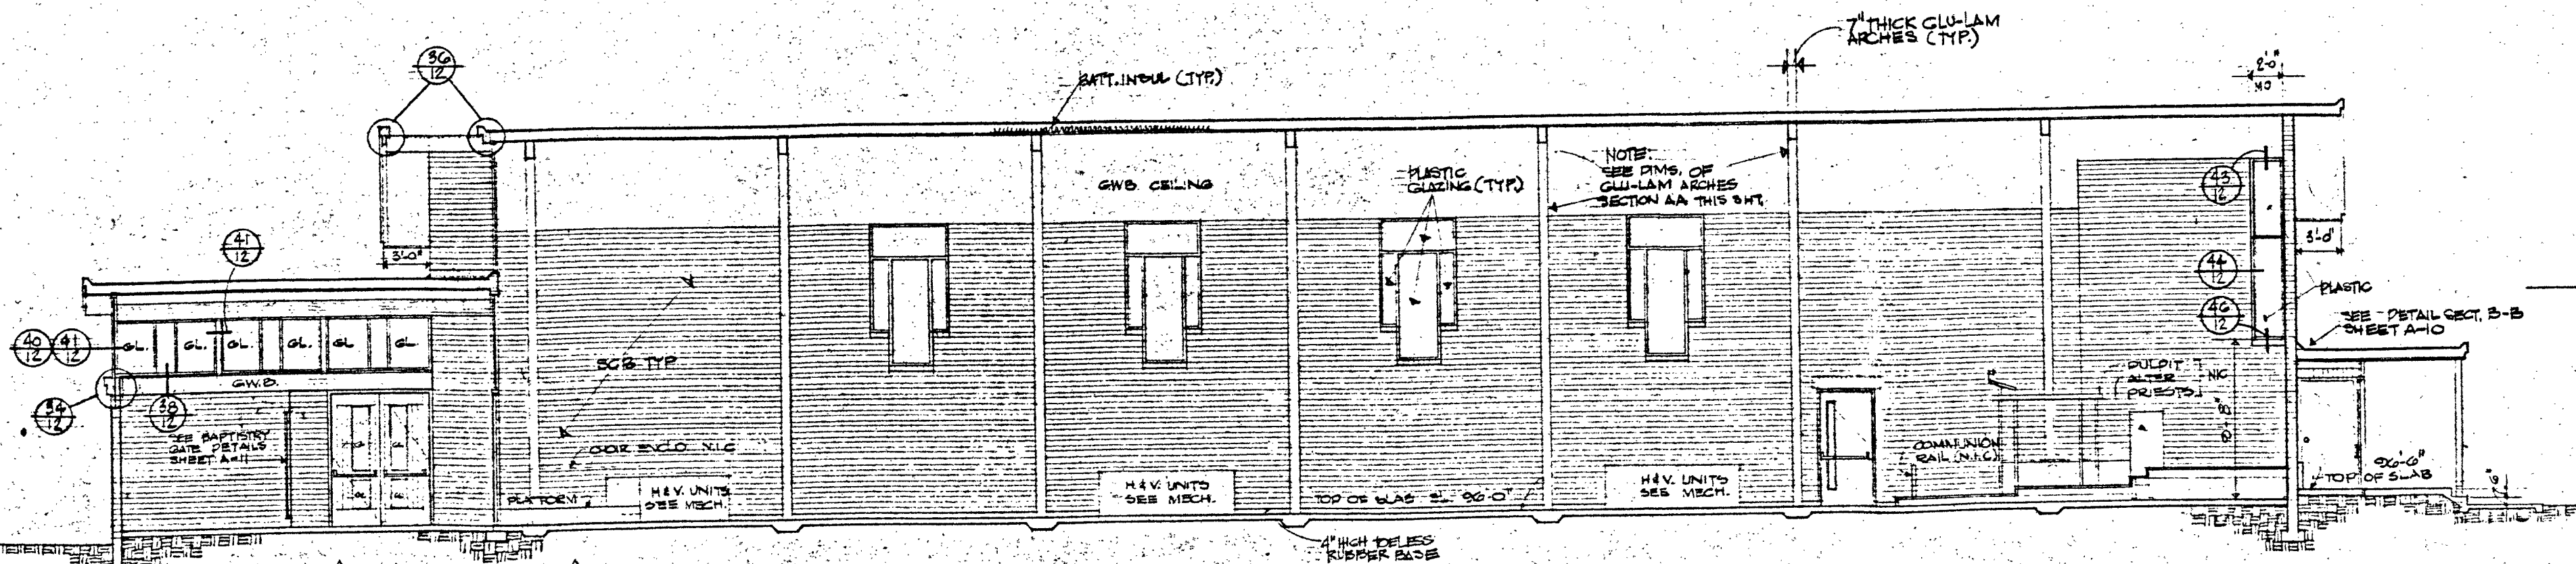 7" THICK GLU-LAM
ARCHES (TYP.)
36
12
BATT. INSUL (TYP.)
2'-0"
MO
NOTE:
SEE DIMS. OF
GLU-LAM ARCHES
SECTION A-A THIS SHT.
PLASTIC
GLAZING (TYP.)
GWB CEILING
43
12
41
12
3'-0"
3'-0"
44
12
PLASTIC
46
12
SEE DETAIL SECT. B-B
SHEET A-10
40
12
41
12
GL.
GL.
GL.
GL.
GL
GL
SCB TYP
G.W.B.
PULPIT
ALTER
PRIESTS
NIC
34
12
38
12
SEE BAPTISTRY
GATE DETAILS
SHEET A-11
COMMUNION
RAIL (N.I.C.)
ENCLO. N.I.C
96'-6"
TOP OF SLAB
PLATFORM
H & V. UNITS
SEE MECH.
H & V. UNITS
SEE MECH.
TOP OF SLAB EL. 96'-0"
H & V. UNITS
SEE MECH.
4" HIGH TOELESS
RUBBER BASE